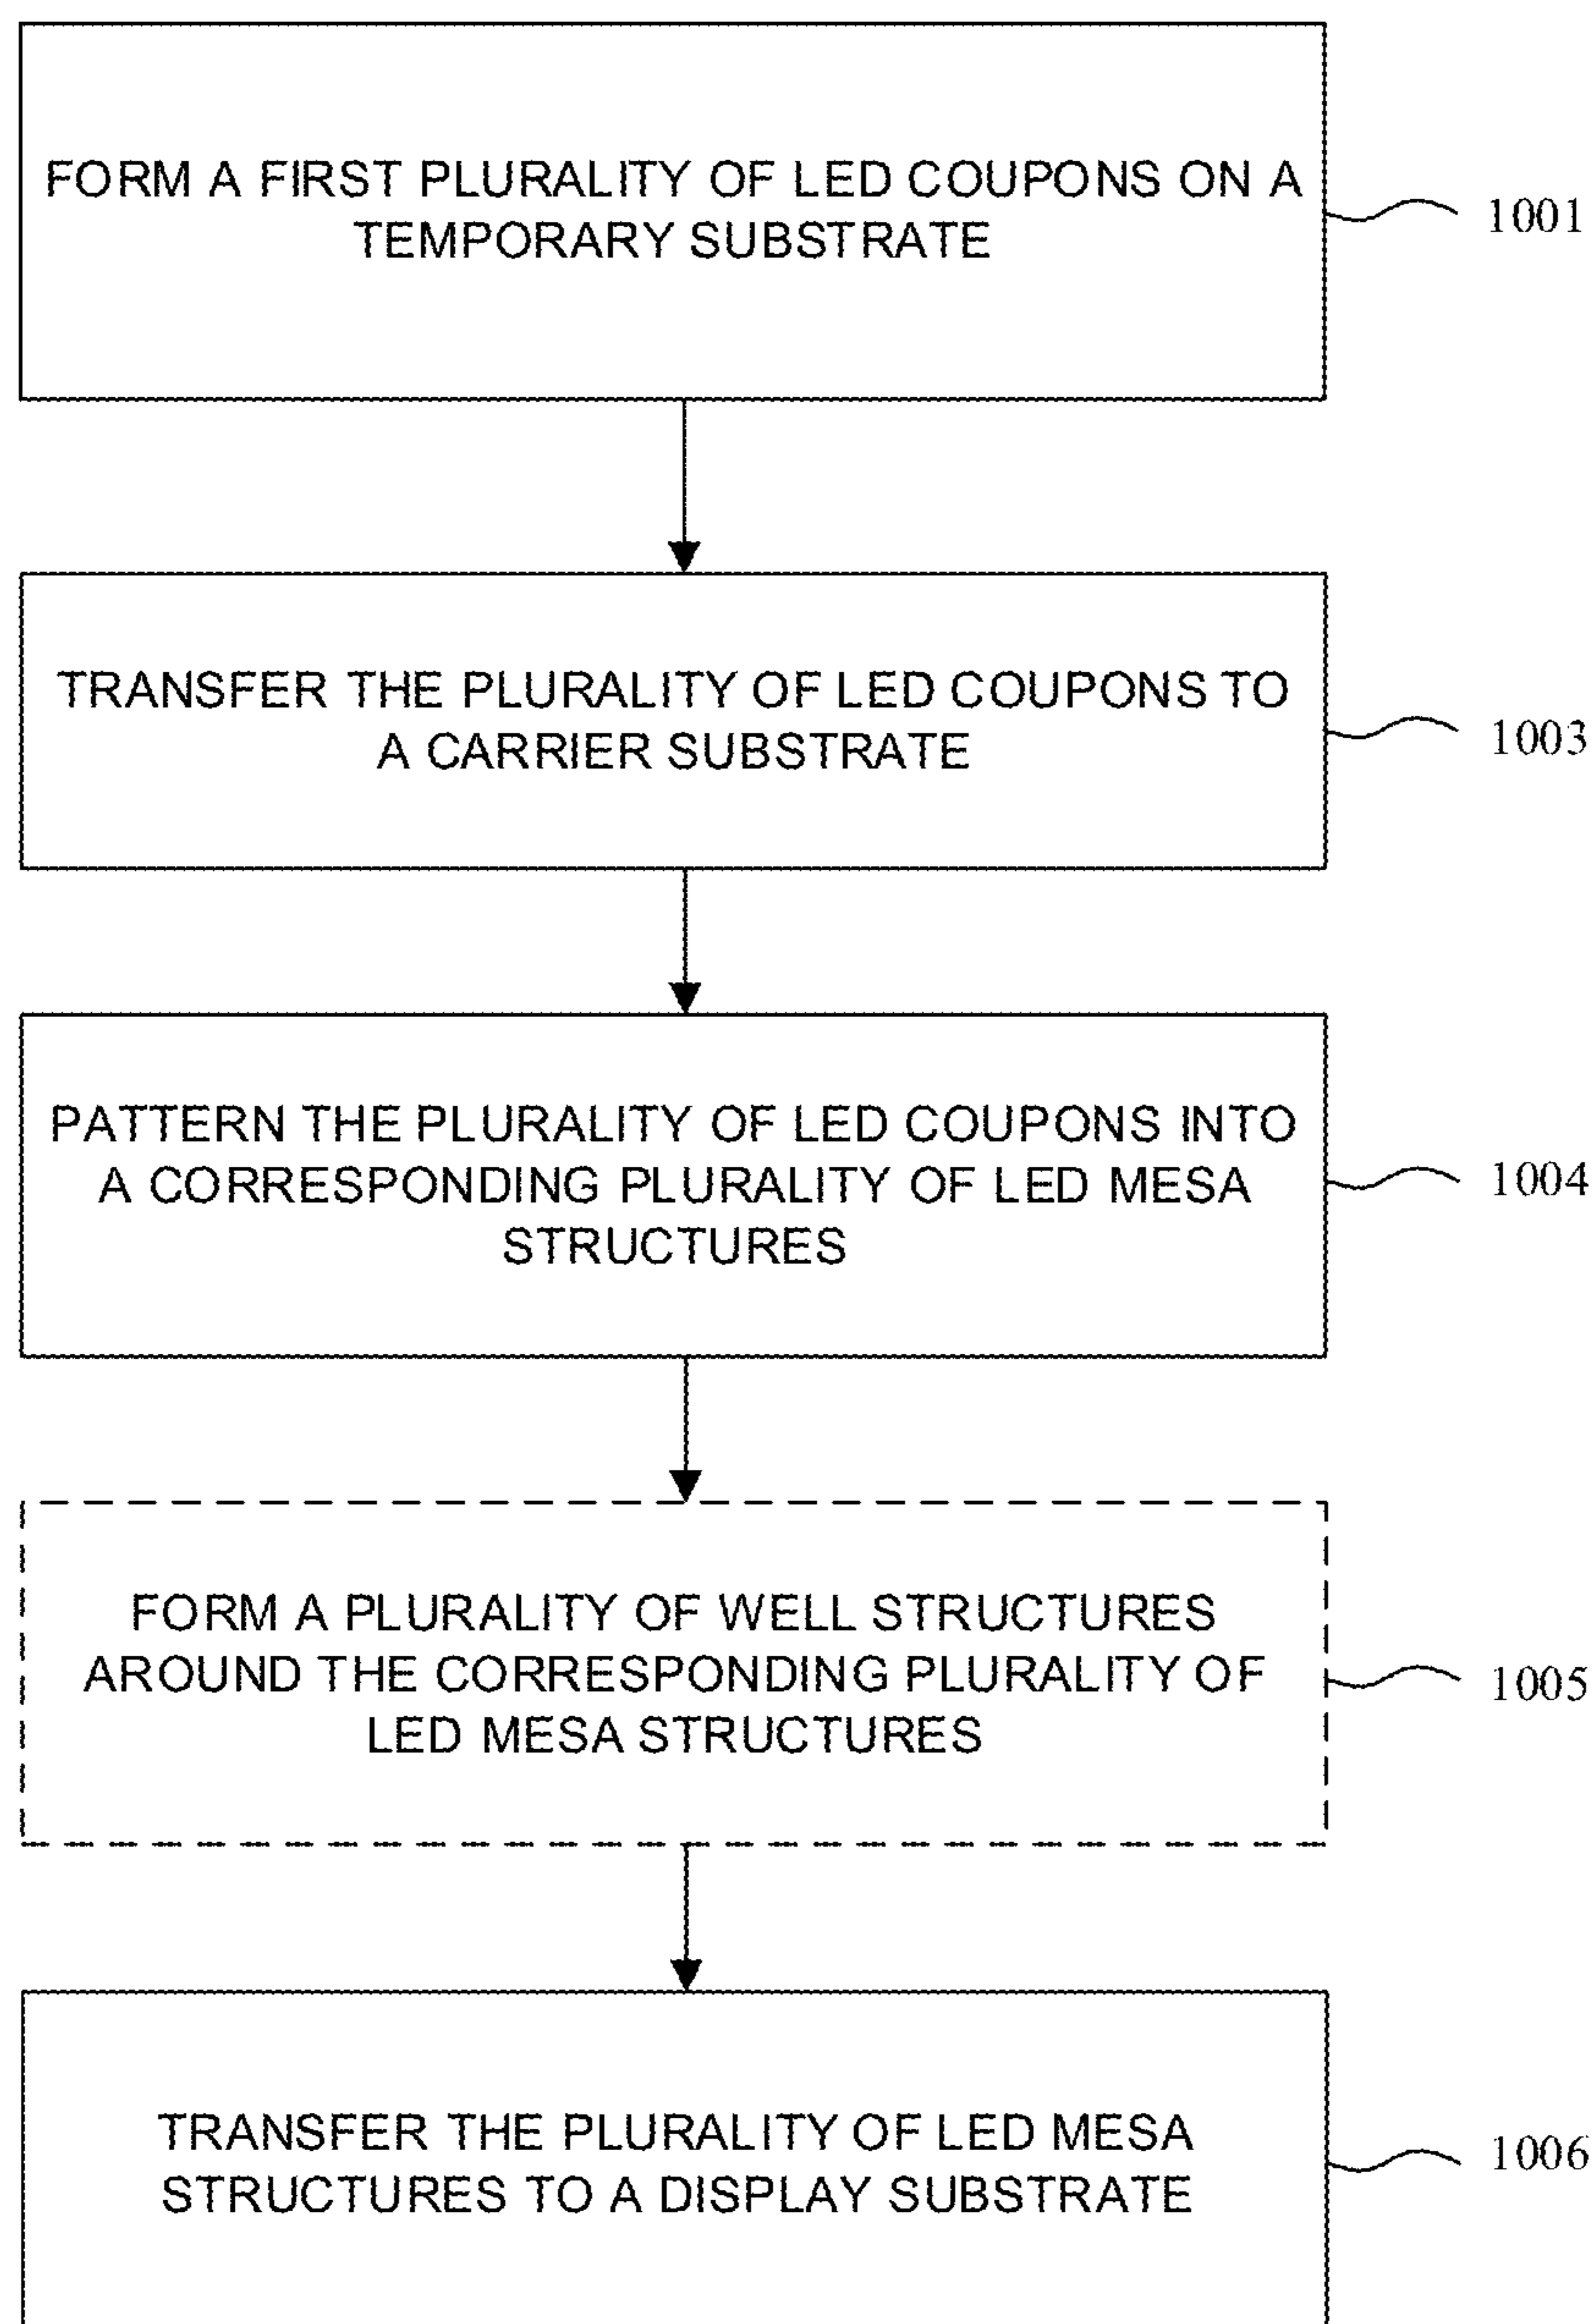 FORM A FIRST PLURALITY OF LED COUPONS ON A
TEMPORARY SUBSTRATE
1001
TRANSFER THE PLURALITY OF LED COUPONS TO
A CARRIER SUBSTRATE
1003
PATTERN THE PLURALITY OF LED COUPONS INTO
A CORRESPONDING PLURALITY OF LED MESA
STRUCTURES
1004
FORM A PLURALITY OF WELL STRUCTURES
AROUND THE CORRESPONDING PLURALITY OF
LED MESA STRUCTURES
1005
TRANSFER THE PLURALITY OF LED MESA
STRUCTURES TO A DISPLAY SUBSTRATE
1006